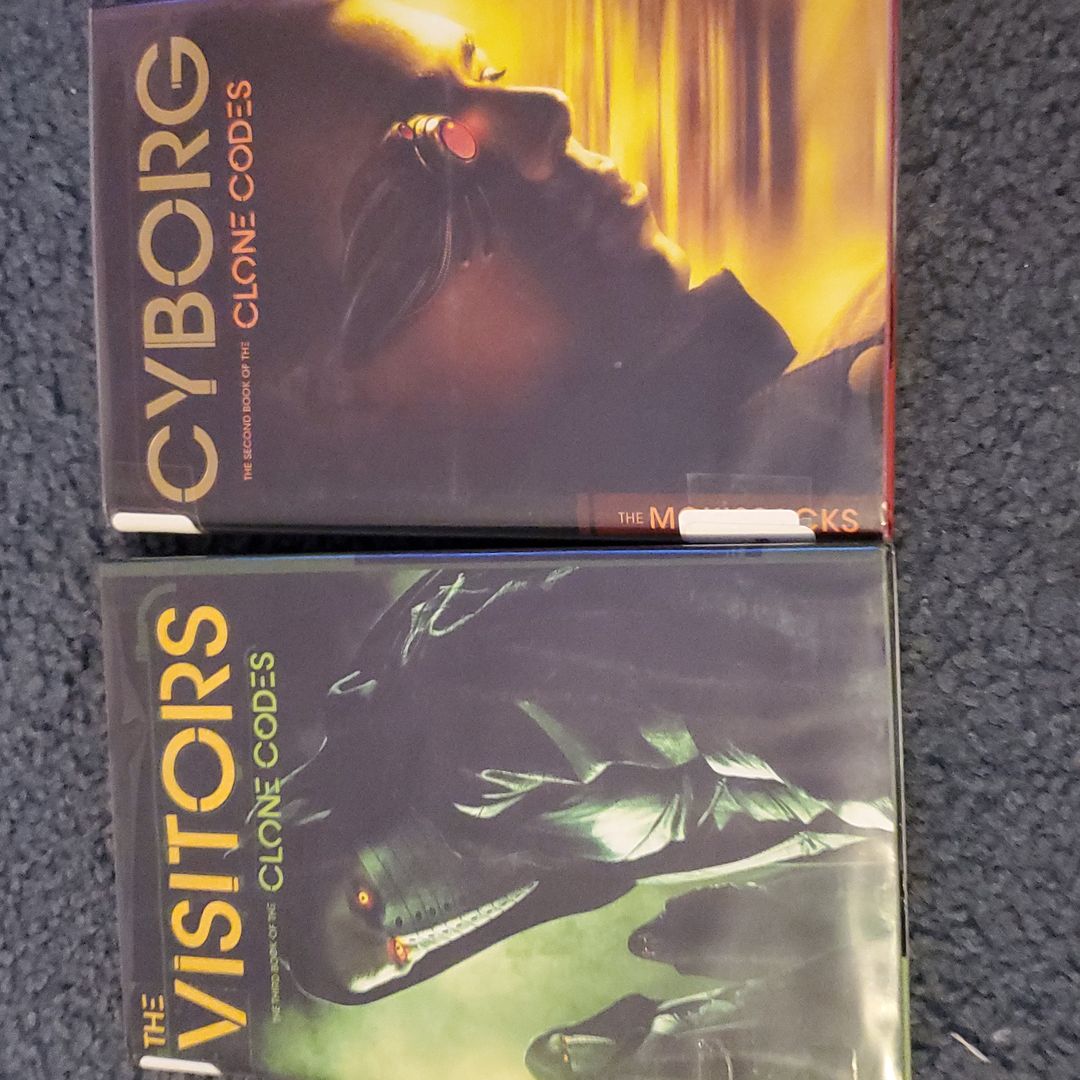 CYBORG
THE SECOND BOOK OF THE CLONE CODES
THE
THE
VISITORS
THE THIRD BOOK OF THE CLONE CODES